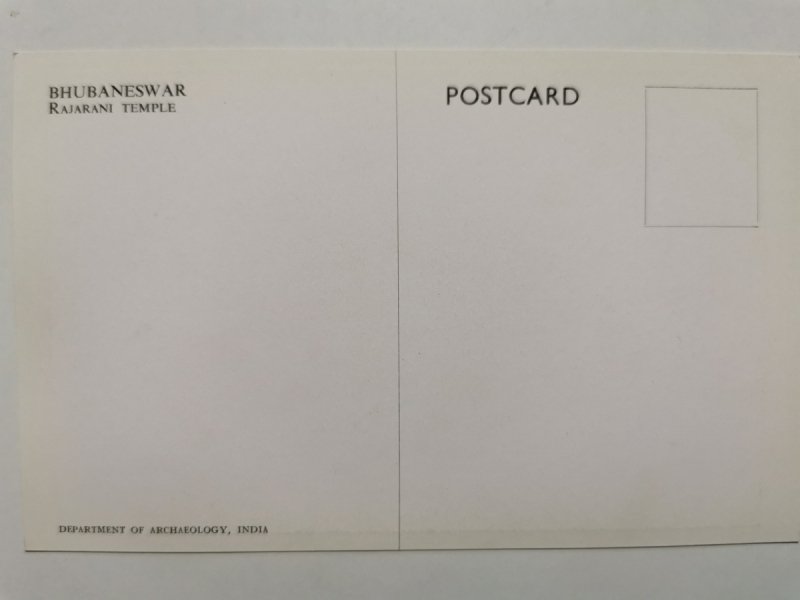 BHUBANESWAR
RAJARANI TEMPLE
POSTCARD
DEPARTMENT OF ARCHAEOLOGY, INDIA